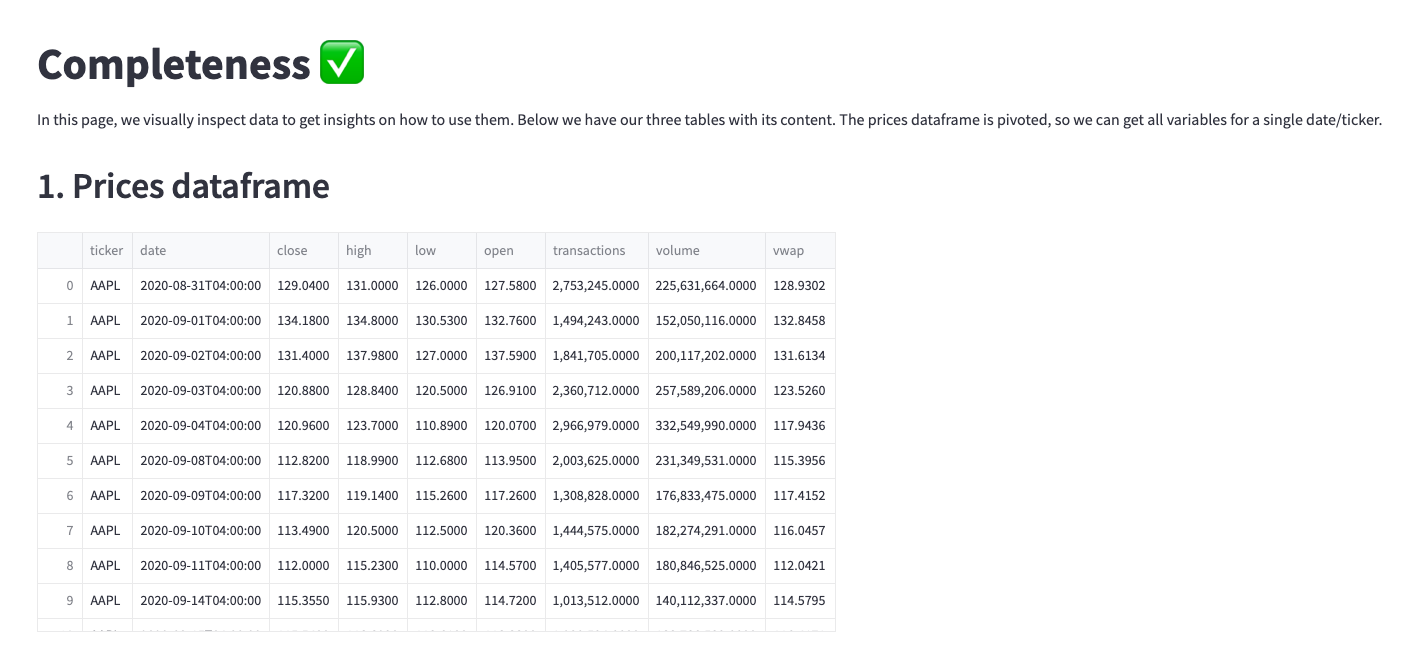 Completeness ✅
In this page, we visually inspect data to get insights on how to use them. Below we have our three tables with its content. The prices dataframe is pivoted, so we can get all variables for a single date/ticker.
1. Prices dataframe
ticker date close high low open transactions volume vwap
0 AAPL 2020-08-31T04:00:00 129.0400 131.0000 126.0000 127.5800 2,753,245.0000 225,631,664.0000 128.9302
1 AAPL 2020-09-01T04:00:00 134.1800 134.8000 130.5300 132.7600 1,494,243.0000 152,050,116.0000 132.8458
2 AAPL 2020-09-02T04:00:00 131.4000 137.9800 127.0000 137.5900 1,841,705.0000 200,117,202.0000 131.6134
3 AAPL 2020-09-03T04:00:00 120.8800 128.8400 120.5000 126.9100 2,360,712.0000 257,589,206.0000 123.5260
4 AAPL 2020-09-04T04:00:00 120.9600 123.7000 110.8900 120.0700 2,966,979.0000 332,549,990.0000 117.9436
5 AAPL 2020-09-08T04:00:00 112.8200 118.9900 112.6800 113.9500 2,003,625.0000 231,349,531.0000 115.3956
6 AAPL 2020-09-09T04:00:00 117.3200 119.1400 115.2600 117.2600 1,308,828.0000 176,833,475.0000 117.4152
7 AAPL 2020-09-10T04:00:00 113.4900 120.5000 112.5000 120.3600 1,444,575.0000 182,274,291.0000 116.0457
8 AAPL 2020-09-11T04:00:00 112.0000 115.2300 110.0000 114.5700 1,405,577.0000 180,846,525.0000 112.0421
9 AAPL 2020-09-14T04:00:00 115.3550 115.9300 112.8000 114.7200 1,013,512.0000 140,112,337.0000 114.5795